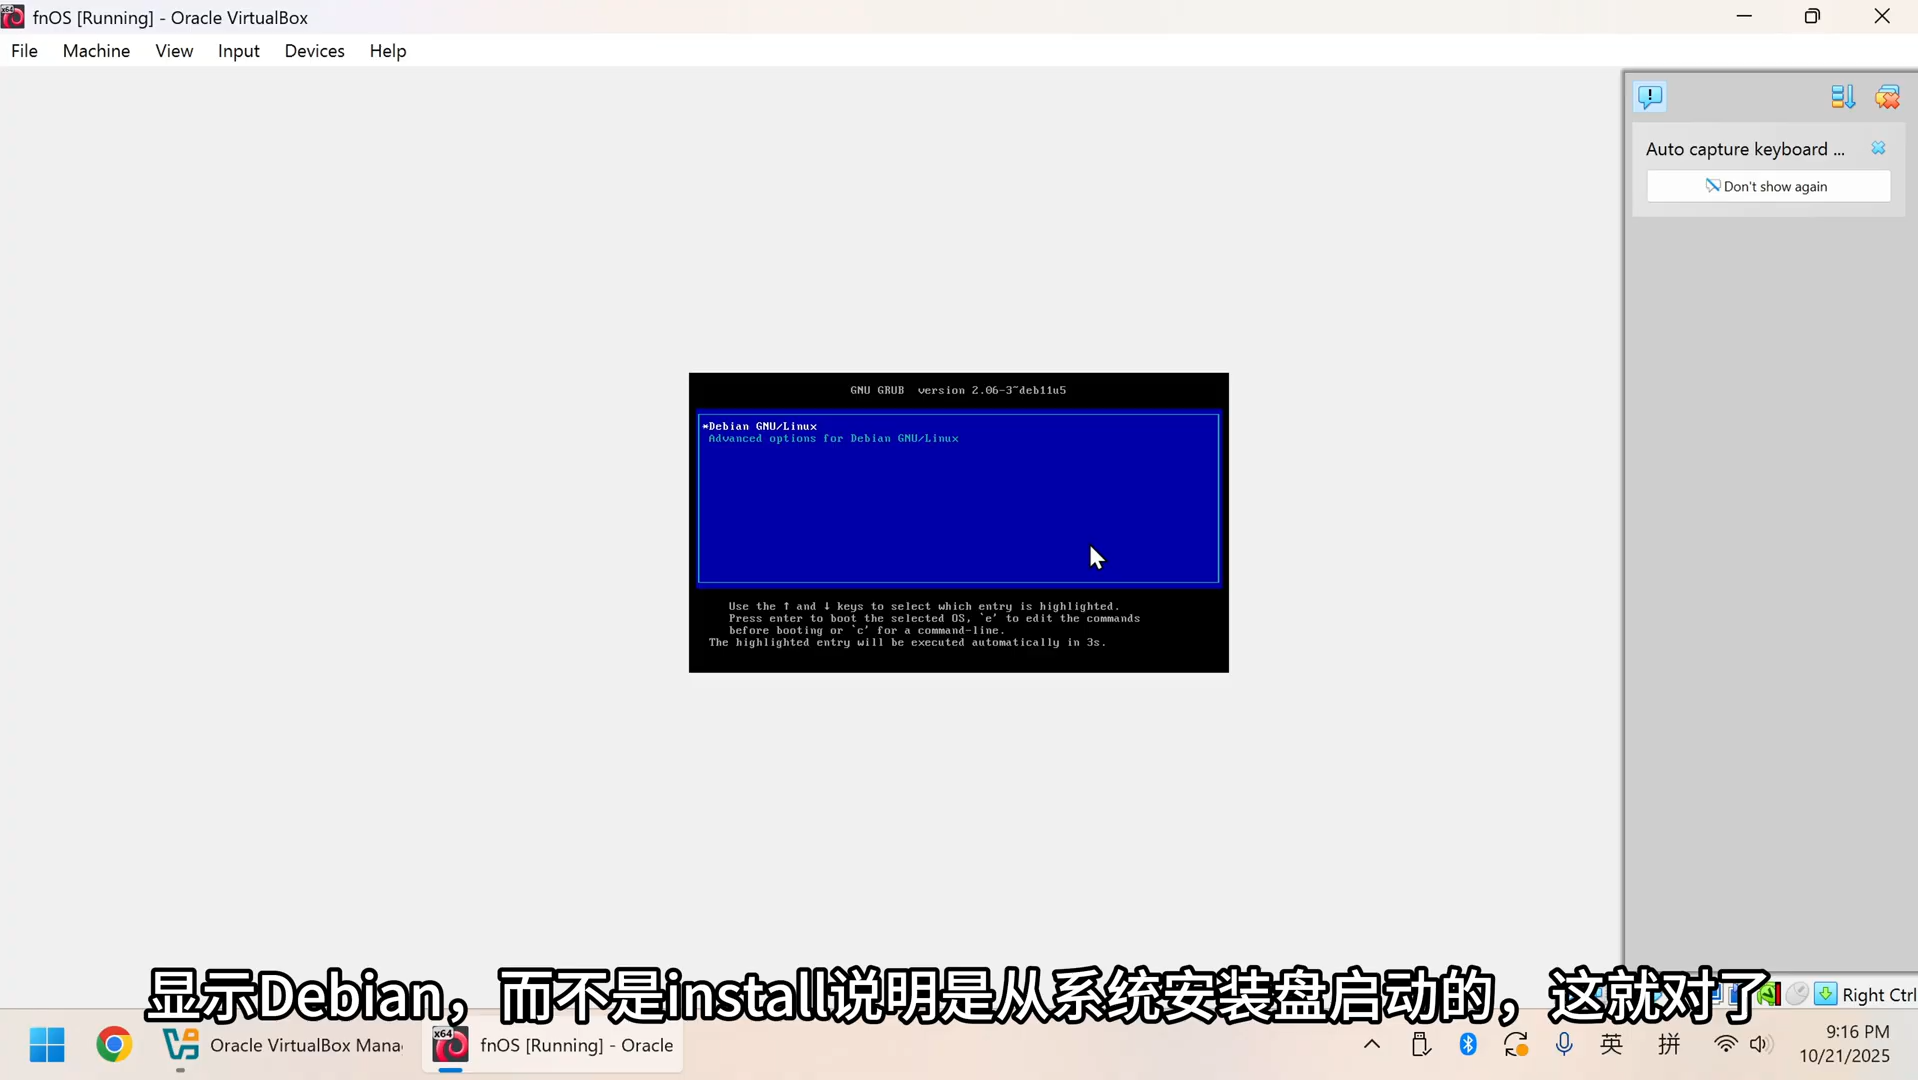 fnOS [Running] - Oracle VirtualBox
File Machine View Input Devices Help
Auto capture keyboard ...
Don't show again
GNU GRUB version 2.06-3~deb11u5
*Debian GNU/Linux
Advanced options for Debian GNU/Linux
Use the ↑ and ↓ keys to select which entry is highlighted.
Press enter to boot the selected OS, `e' to edit the commands
before booting or `c' for a command-line.
The highlighted entry will be executed automatically in 3s.
显示Debian，而不是install说明是从系统安装盘启动的，这就对了
Right Ctrl
Oracle VirtualBox Mana
x64
fnOS [Running] - Oracle
英
拼
9:16 PM
10/21/2025